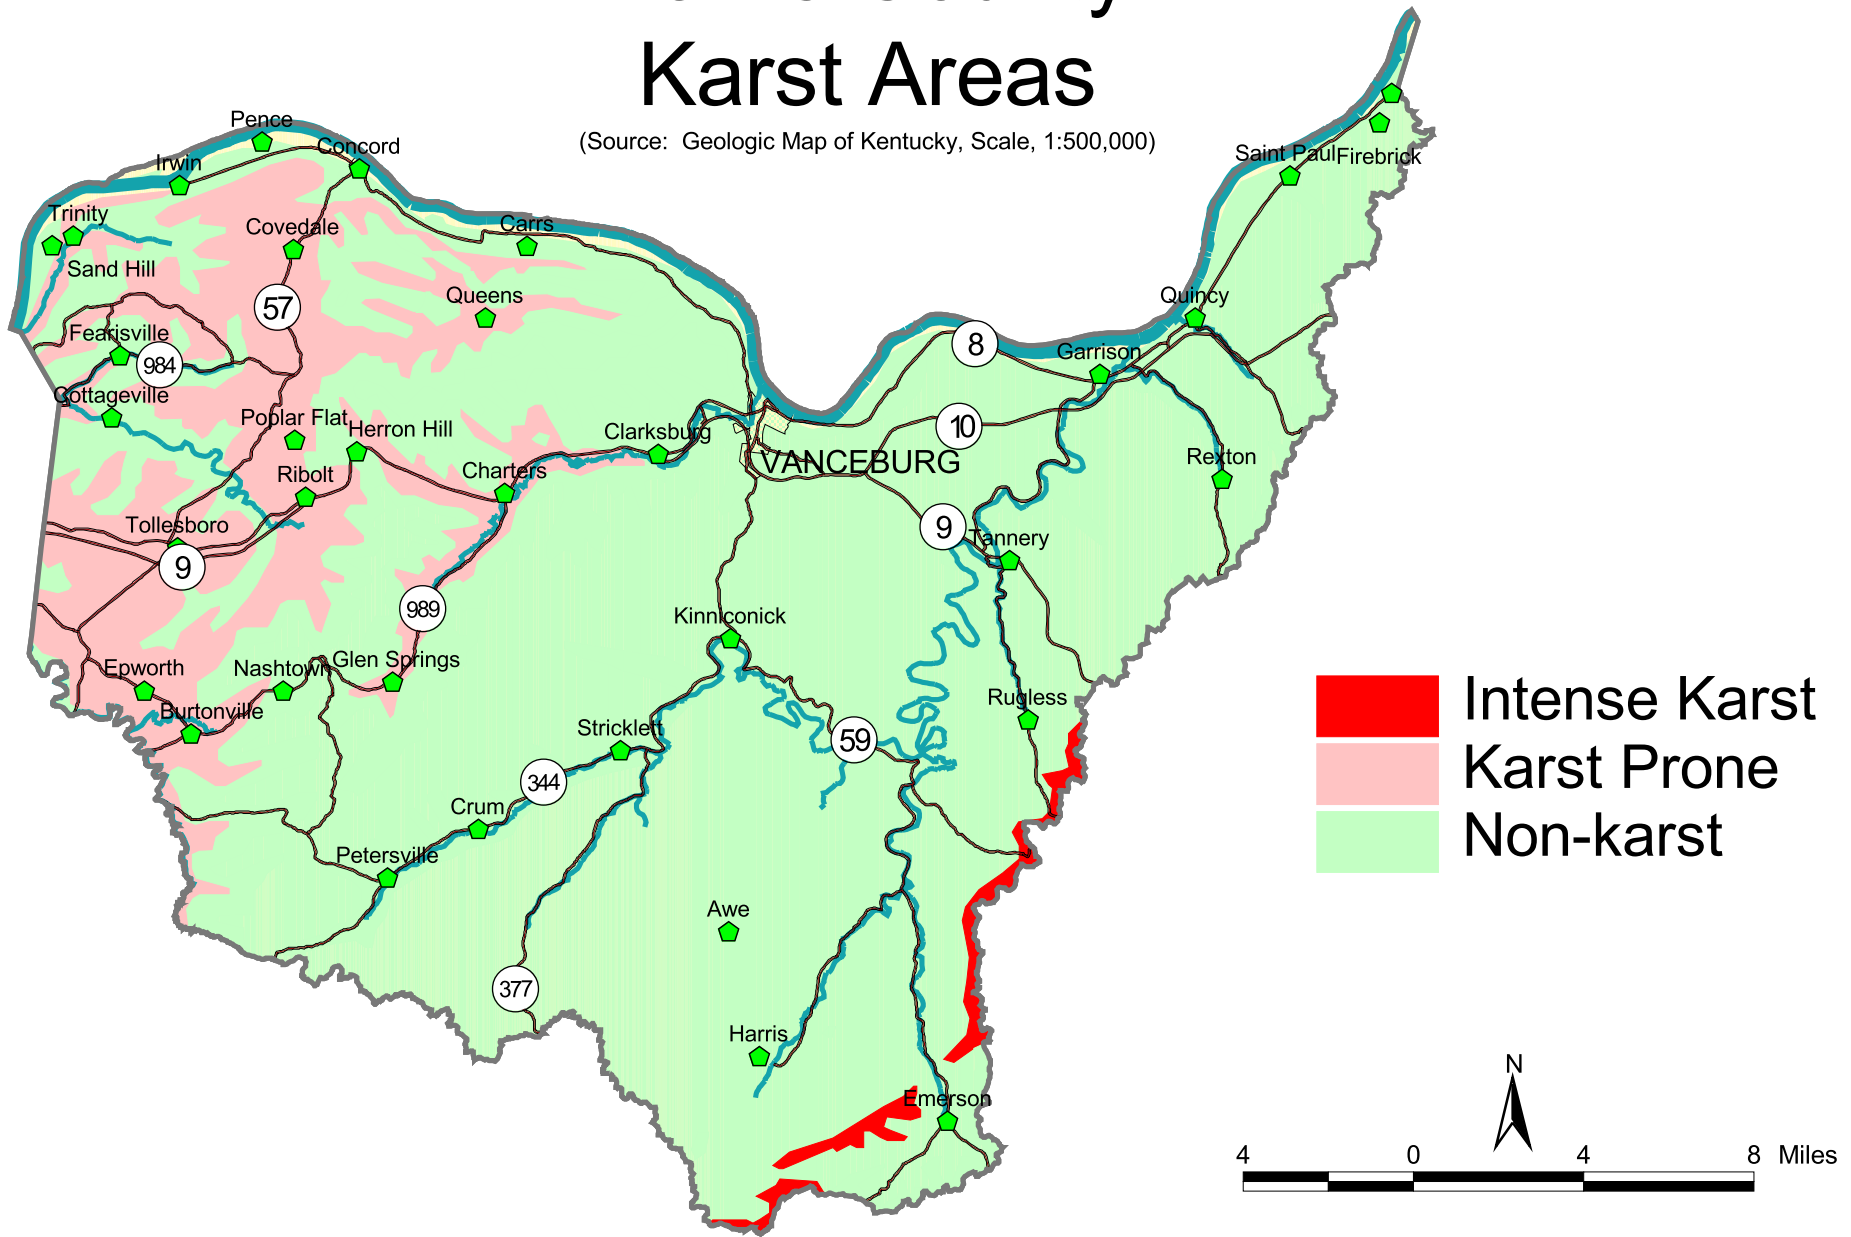 Karst Areas
(Source: Geologic Map of Kentucky, Scale, 1:500,000)
Pence
Concord
Irwin
Saint Paul
Firebrick
Trinity
Covedale
Carrs
Sand Hill
Queens
Quincy
57
Fearisville
8
Garrison
984
Cottageville
Poplar Flat
Herron Hill
10
Clarksburg
VANCEBURG
Charters
Rexton
Ribolt
Tollesboro
9
Tannery
9
989
Kinniconick
Glen Springs
Epworth
Nashtown
Rugless
Burtonville
Stricklett
59
344
Crum
Petersville
Awe
377
Harris
Emerson
Intense Karst
Karst Prone
Non-karst
N
4 0 4 8 Miles